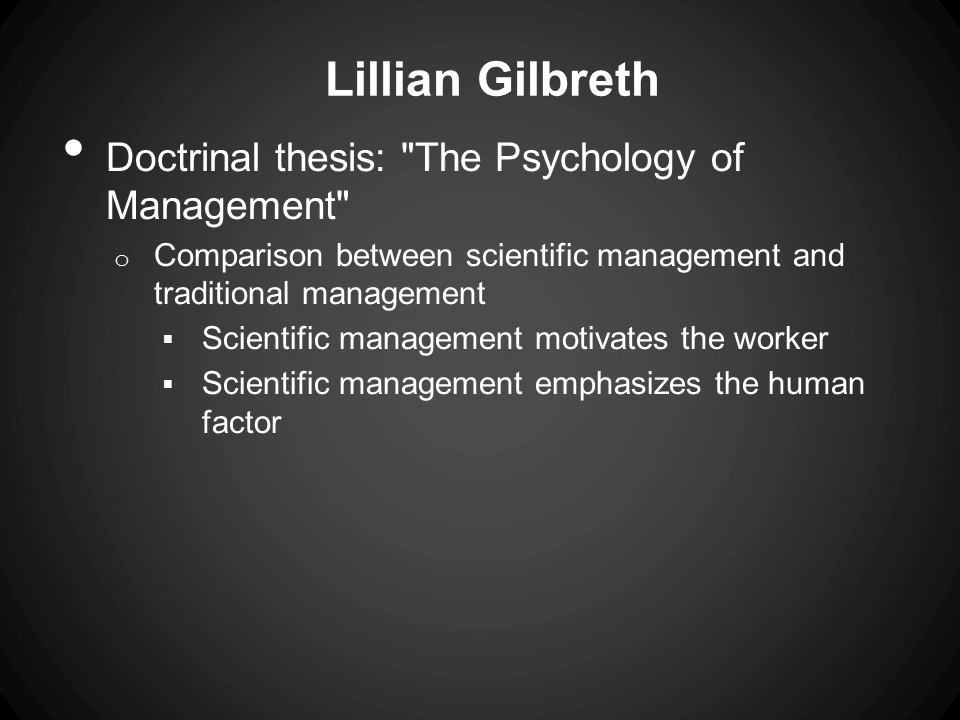 Lillian Gilbreth
• Doctrinal thesis: "The Psychology of
Management"
o Comparison between scientific management and
traditional management
▪ Scientific management motivates the worker
▪ Scientific management emphasizes the human
factor